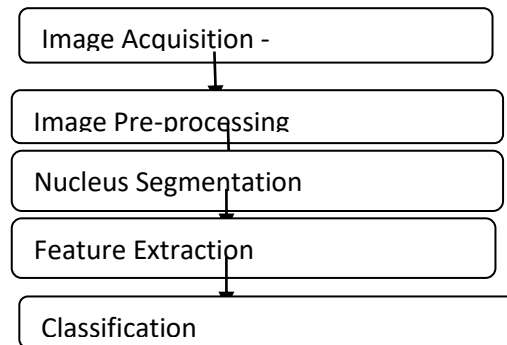 Image Acquisition -
Image Pre-processing
Nucleus Segmentation
Feature Extraction
Classification